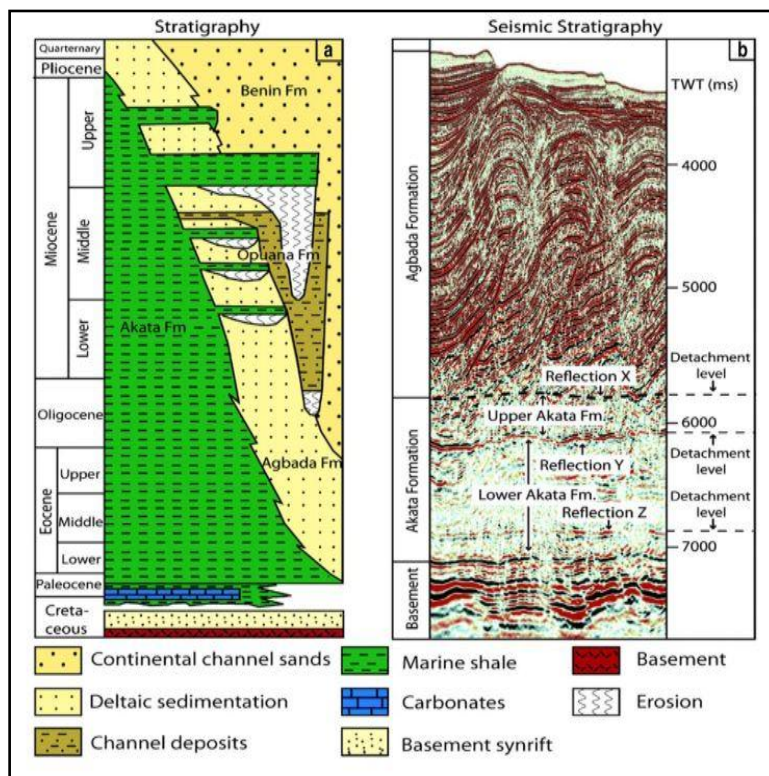 Stratigraphy
a
Quarternary
Pliocene
Miocene
Upper
Middle
Lower
Oligocene
Eocene
Upper
Middle
Lower
Paleocene
Creta-
ceous
Benin Fm
Opuana Fm
Akata Fm
Agbada Fm
Seismic Stratigraphy
b
TWT (ms)
Agbada Formation
Akata Formation
Basement
4000
5000
Detachment
level
Reflection X
Upper Akata Fm.
6000
Reflection Y
Detachment
level
Lower Akata Fm.
Detachment
level
Reflection Z
7000
Continental channel sands
Marine shale
Basement
Deltaic sedimentation
Carbonates
Erosion
Channel deposits
Basement synrift